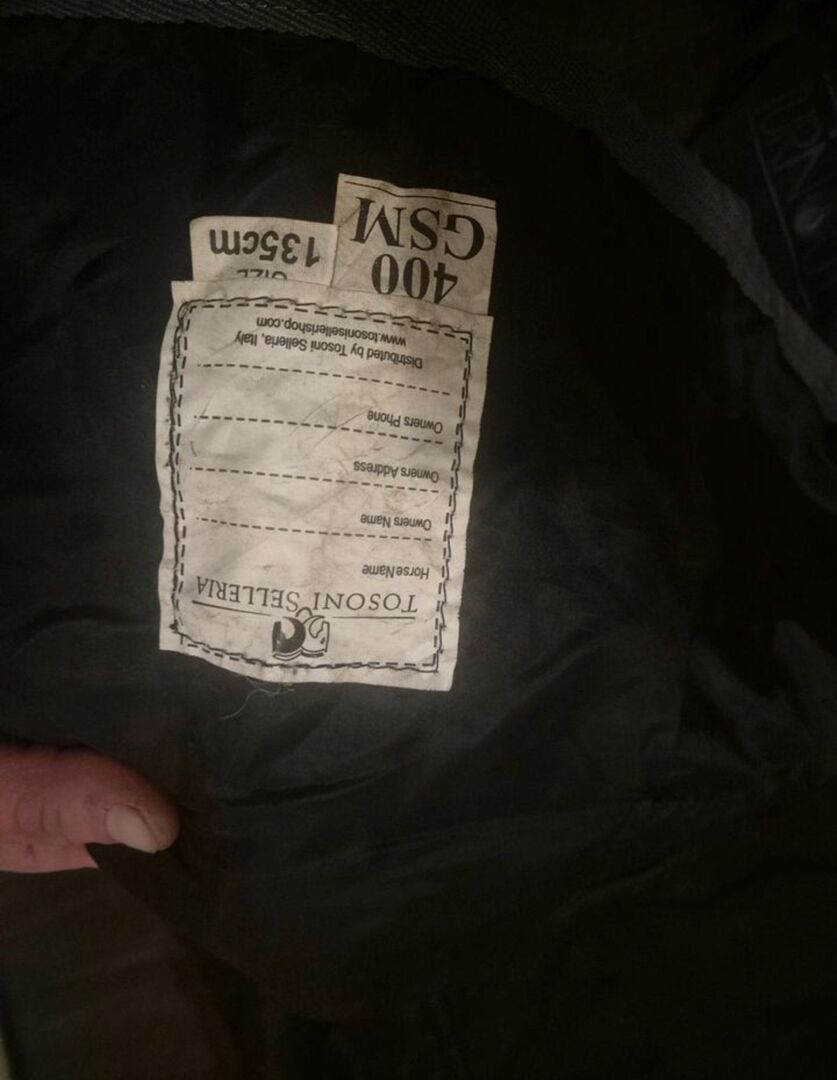 TOSONI SELLERIA
Horse Name
Owners Name
Owners Address
Owners Phone
Distributed by Tosoni Selleria, Italy
www.tosonisellerishop.com
SIZE
135cm
400
GSM